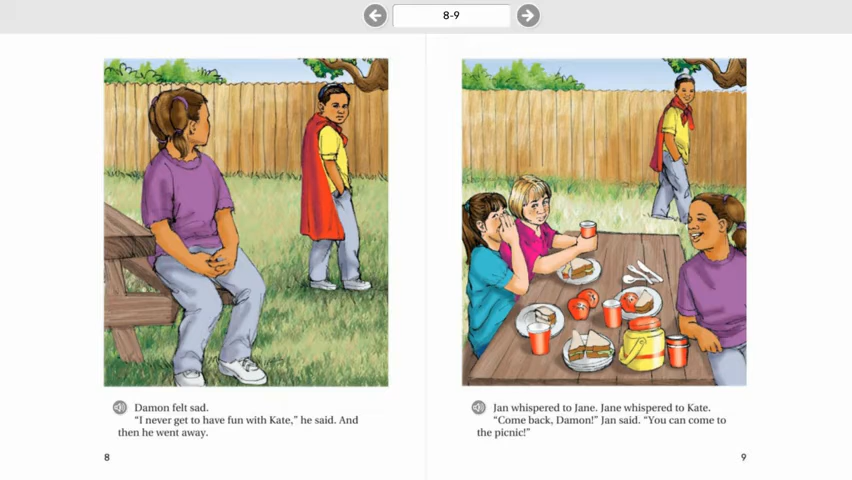 8-9
Damon felt sad.
“I never get to have fun with Kate,” he said. And
then he went away.
8
Jan whispered to Jane. Jane whispered to Kate.
“Come back, Damon!” Jan said. “You can come to
the picnic!”
9